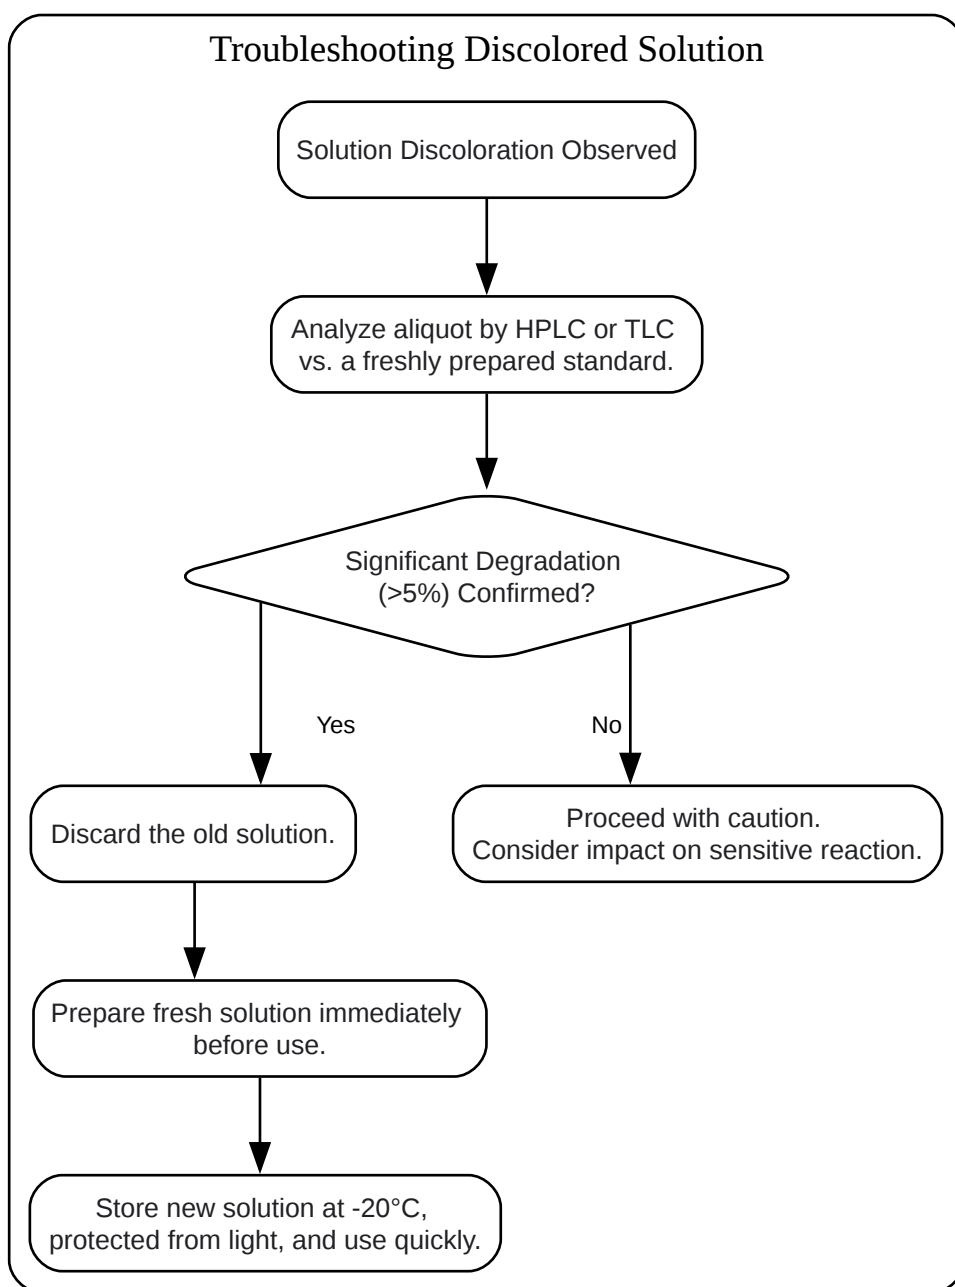 Troubleshooting Discolored Solution
Solution Discoloration Observed
Analyze aliquot by HPLC or TLC
vs. a freshly prepared standard.
Significant Degradation
(>5%) Confirmed?
Yes
No
Discard the old solution.
Proceed with caution.
Consider impact on sensitive reaction.
Prepare fresh solution immediately
before use.
Store new solution at -20°C,
protected from light, and use quickly.